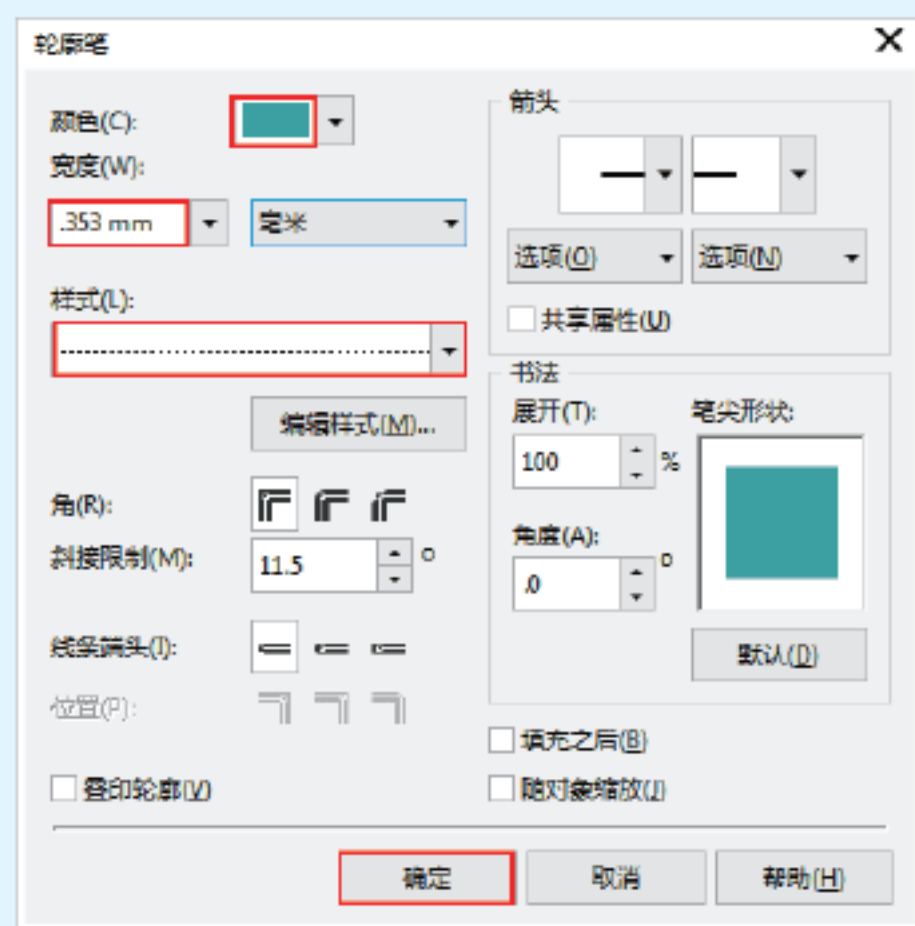 轮廓笔
颜色(C):
宽度(W):
.353 mm
毫米
样式(L):
编辑样式(M)...
角(R):
斜接限制(M):
11.5
°
线条端头(I):
位置(P):
叠印轮廓(V)
箭头
选项(O)
选项(N)
共享属性(U)
书法
展开(T):
笔尖形状:
100
%
角度(A):
.0
°
默认(D)
填充之后(B)
随对象缩放(J)
确定
取消
帮助(H)